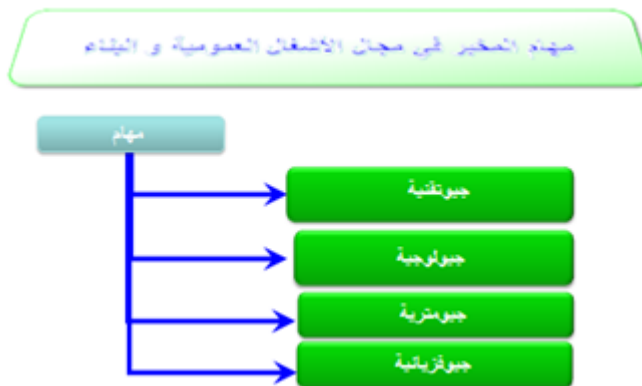 مهام المخبر في مجال الأشغال العمومية و البناء
مهام
جيوتقنية
جيولوجية
جيومترية
جيوفزيائية